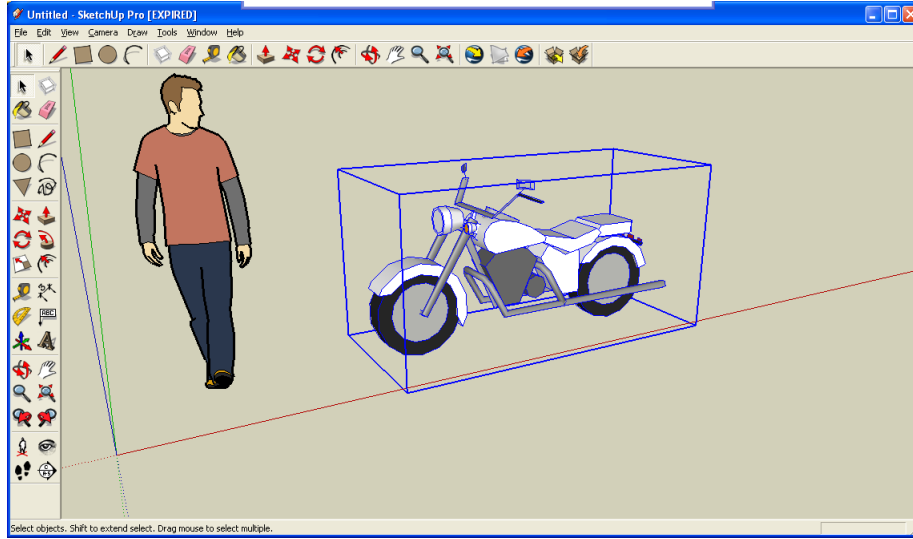 Untitled - SketchUp Pro [EXPIRED]
File Edit View Camera Draw Tools Window Help
ABC
Select objects. Shift to extend select. Drag mouse to select multiple.